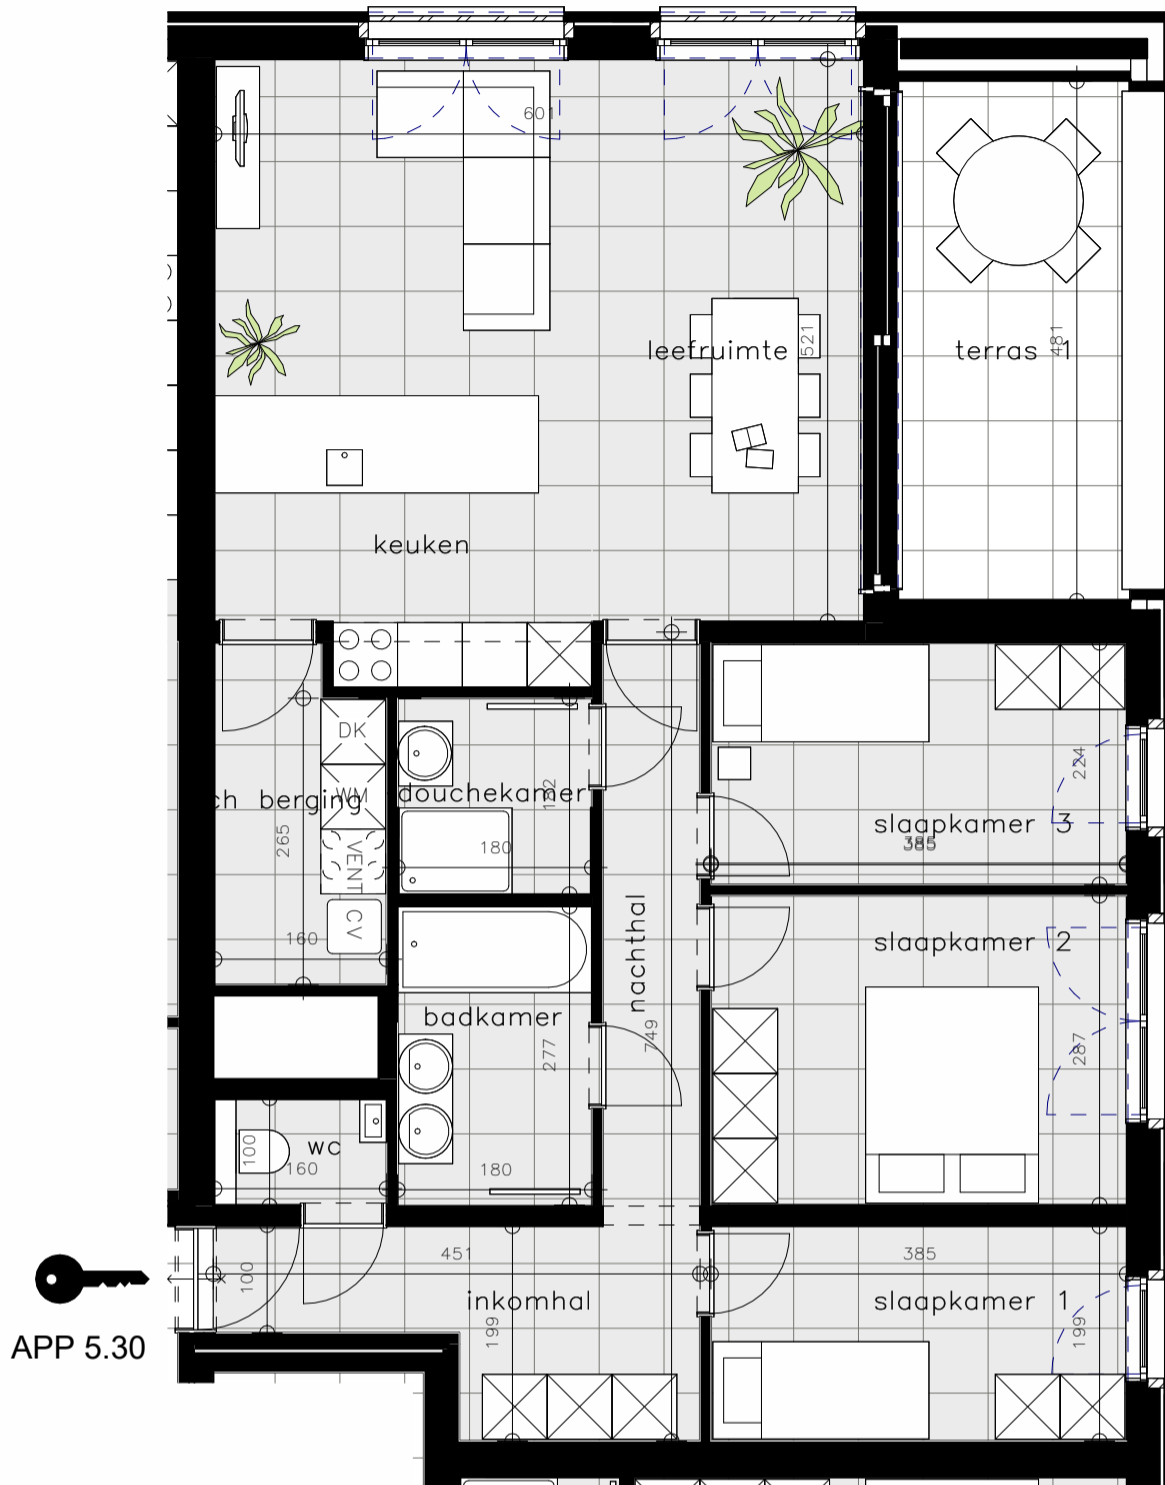 601
leefruimte
521
terras 1
481
keuken
DK
WM
VENT
CV
ch berging
265
160
douchekamer
180
nachthal
749
slaapkamer 3
224
385
slaapkamer 2
287
badkamer
277
180
wc
100
160
APP 5.30
100
451
inkomhal
199
385
slaapkamer 1
199